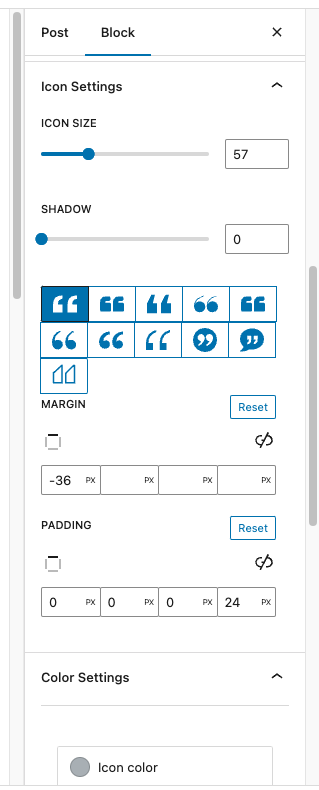 Post Block
Icon Settings
ICON SIZE
57
SHADOW
0
MARGIN Reset
-36 PX PX PX PX
PADDING Reset
0 PX 0 PX 0 PX 24 PX
Color Settings
Icon color